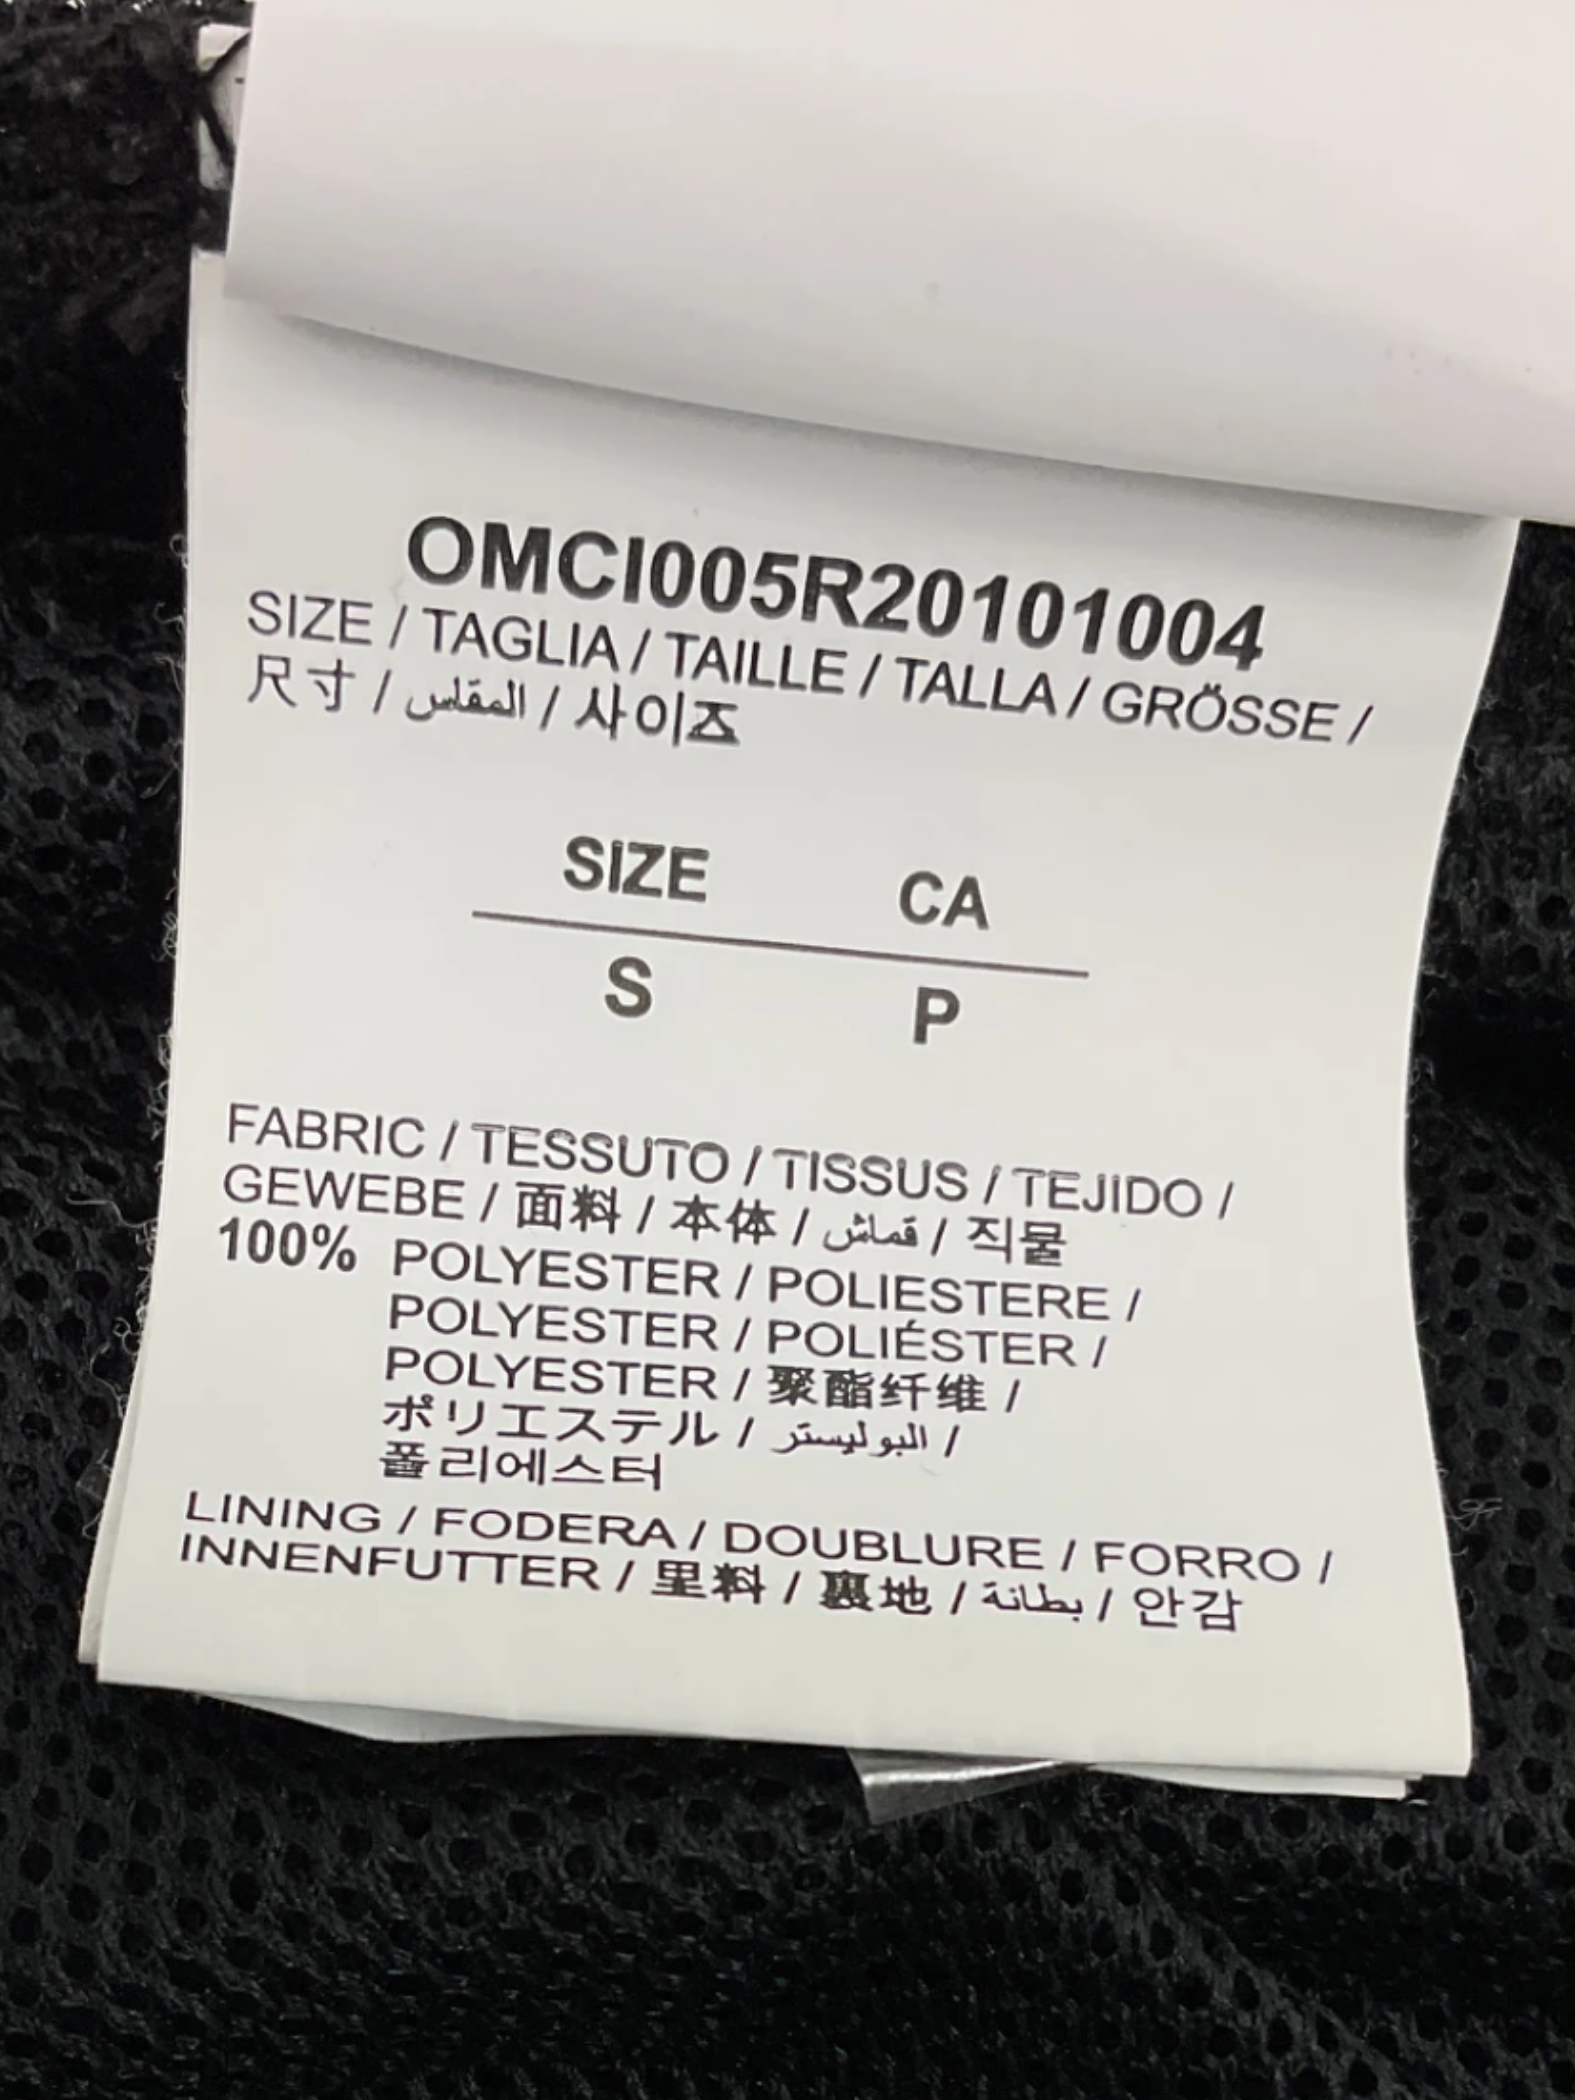 OMCI005R20101004
SIZE / TAGLIA / TAILLE / TALLA / GRÖSSE /
尺寸 / المقاس / 사이즈
SIZE CA
S P
FABRIC / TESSUTO / TISSUS / TEJIDO /
GEWEBE / 面料 / 本体 / قماش / 직물
100% POLYESTER / POLIESTERE /
POLYESTER / POLIÉSTER /
POLYESTER / 聚酯纤维 /
ポリエステル / البوليستر /
폴리에스터
LINING / FODERA / DOUBLURE / FORRO /
INNENFUTTER / 里料 / 裏地 / بطانة / 안감